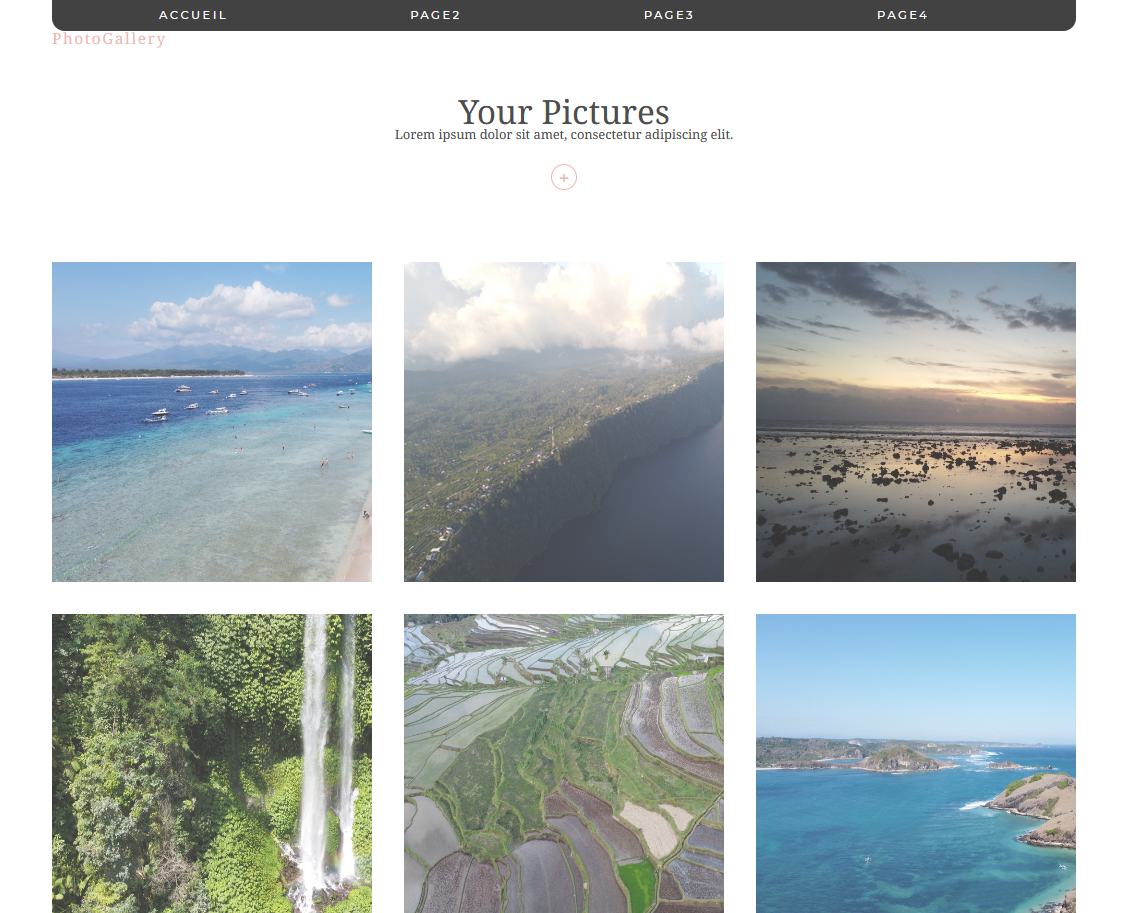 ACCUEIL PAGE2 PAGE3 PAGE4
PhotoGallery
Your Pictures
Lorem ipsum dolor sit amet, consectetur adipiscing elit.
+